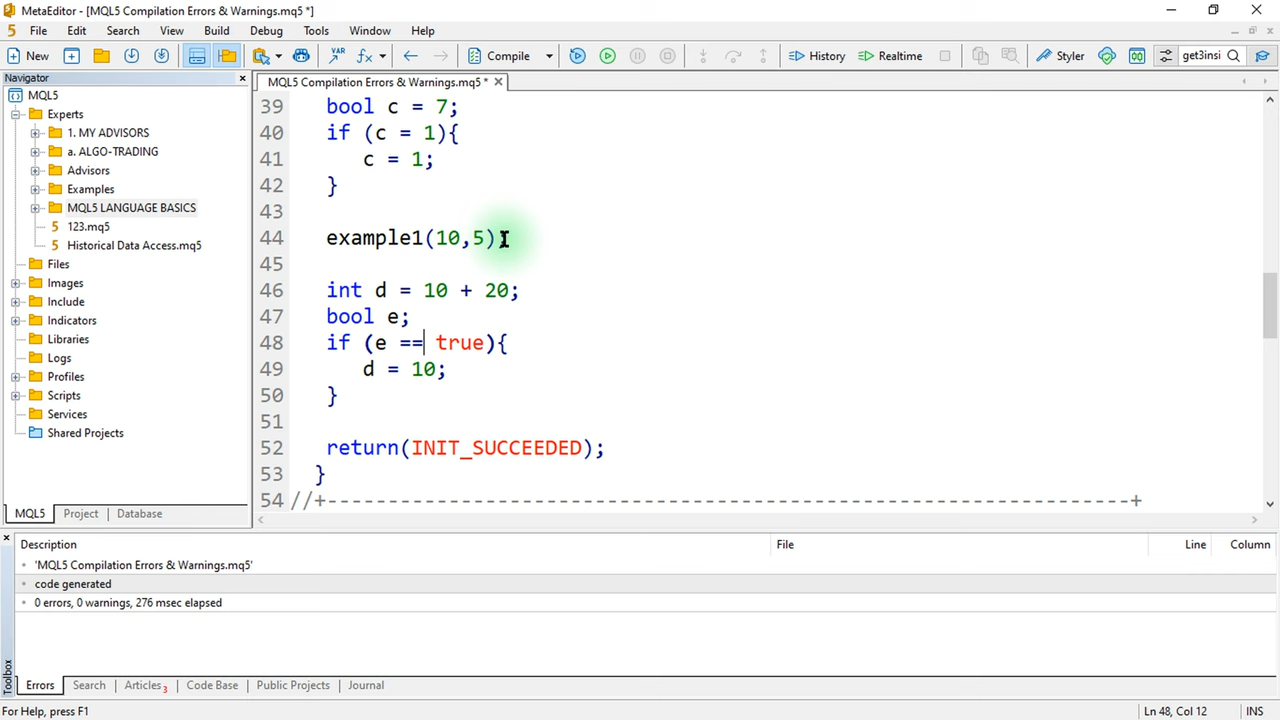 MetaEditor - [MQL5 Compilation Errors & Warnings.mq5 *]
5 File Edit Search View Build Debug Tools Window Help
New Compile History Realtime Styler get3insi
Navigator
MQL5 Compilation Errors & Warnings.mq5 *
MQL5
Experts
1. MY ADVISORS
a. ALGO-TRADING
Advisors
Examples
MQL5 LANGUAGE BASICS
5 123.mq5
5 Historical Data Access.mq5
Files
Images
Include
Indicators
Libraries
Logs
Profiles
Scripts
Services
Shared Projects
MQL5 Project Database
39 bool c = 7;
40 if (c = 1){
41 c = 1;
42 }
43
44 example1(10,5)
45
46 int d = 10 + 20;
47 bool e;
48 if (e == true){
49 d = 10;
50 }
51
52 return(INIT_SUCCEEDED);
53 }
54 //+------------------------------------------------------------------+
Description File Line Column
'MQL5 Compilation Errors & Warnings.mq5'
code generated
0 errors, 0 warnings, 276 msec elapsed
Toolbox
Errors Search Articles 3 Code Base Public Projects Journal
For Help, press F1 Ln 48, Col 12 INS